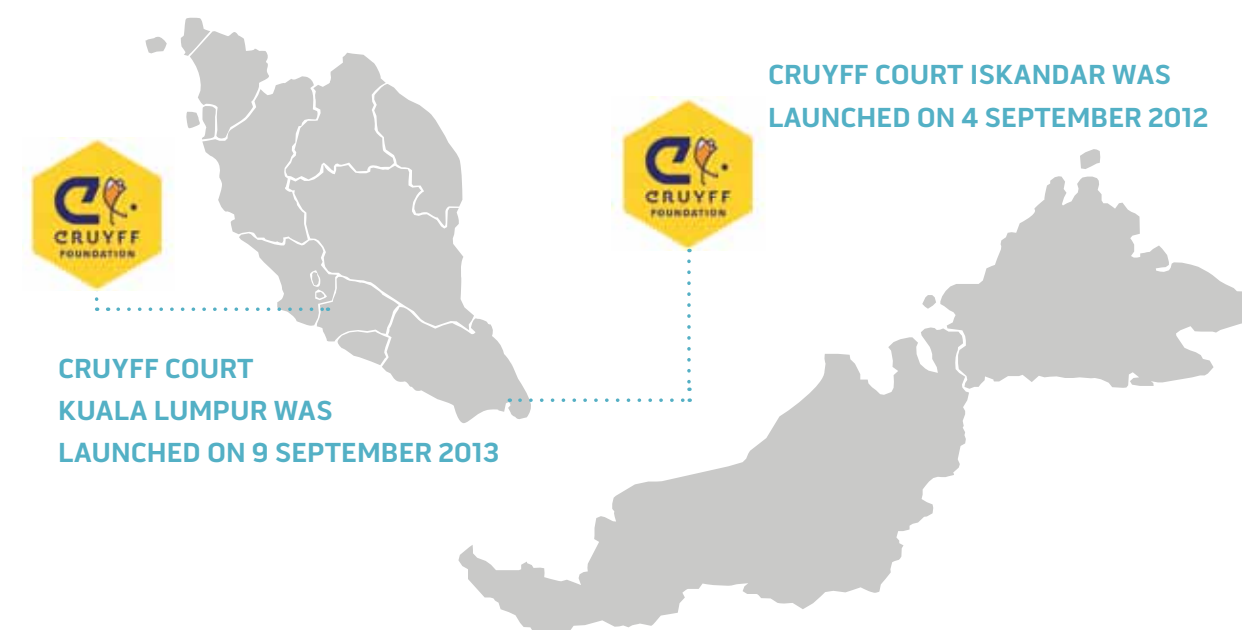 CRUYFF COURT ISKANDAR WAS
LAUNCHED ON 4 SEPTEMBER 2012
CRUYFF
FOUNDATION
CRUYFF
FOUNDATION
CRUYFF COURT
KUALA LUMPUR WAS
LAUNCHED ON 9 SEPTEMBER 2013